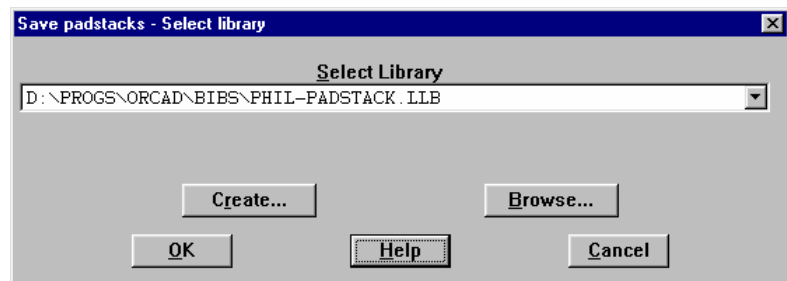 Save padstacks - Select library
Select Library
D:\PROGS\ORCAD\BIBS\PHIL-PADSTACK.LLB
Create... Browse...
OK Help Cancel